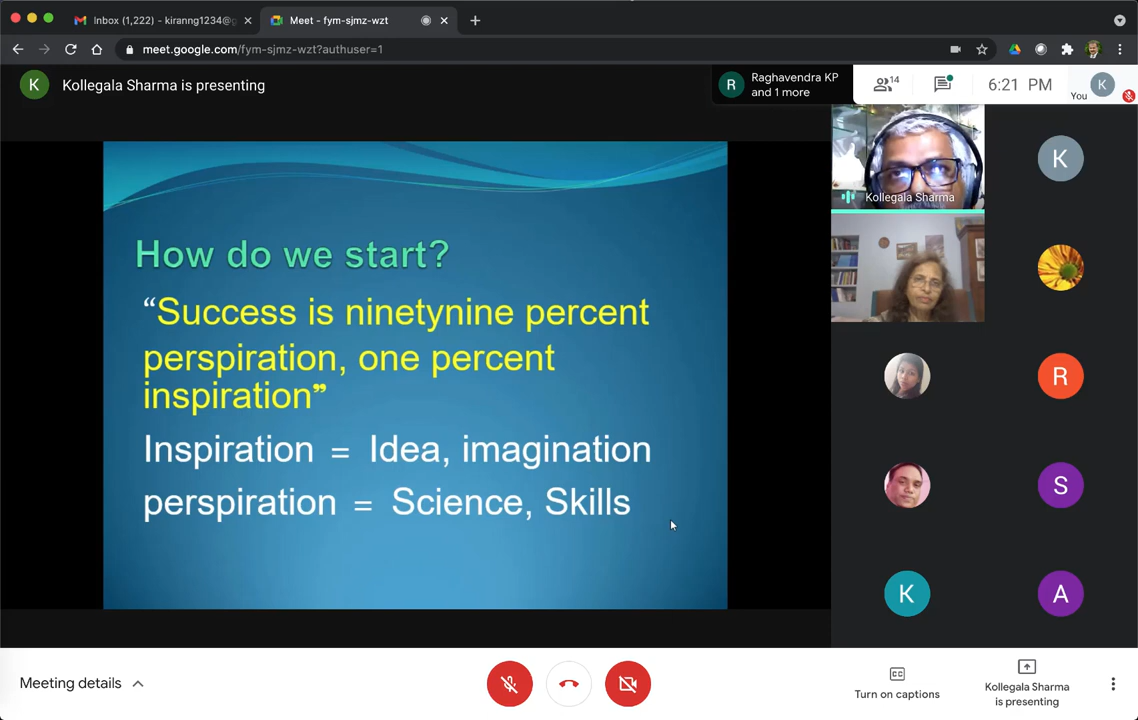 Inbox (1,222) - kiranng1234@g
Meet - fym-sjmz-wzt
meet.google.com/fym-sjmz-wzt?authuser=1
K
Kollegala Sharma is presenting
R
Raghavendra KP
and 1 more
14
6:21 PM
You
K
Kollegala Sharma
K
How do we start?
“Success is ninetynine percent
perspiration, one percent
inspiration”
Inspiration = Idea, imagination
perspiration = Science, Skills
R
S
K
A
Meeting details
CC
Turn on captions
Kollegala Sharma
is presenting